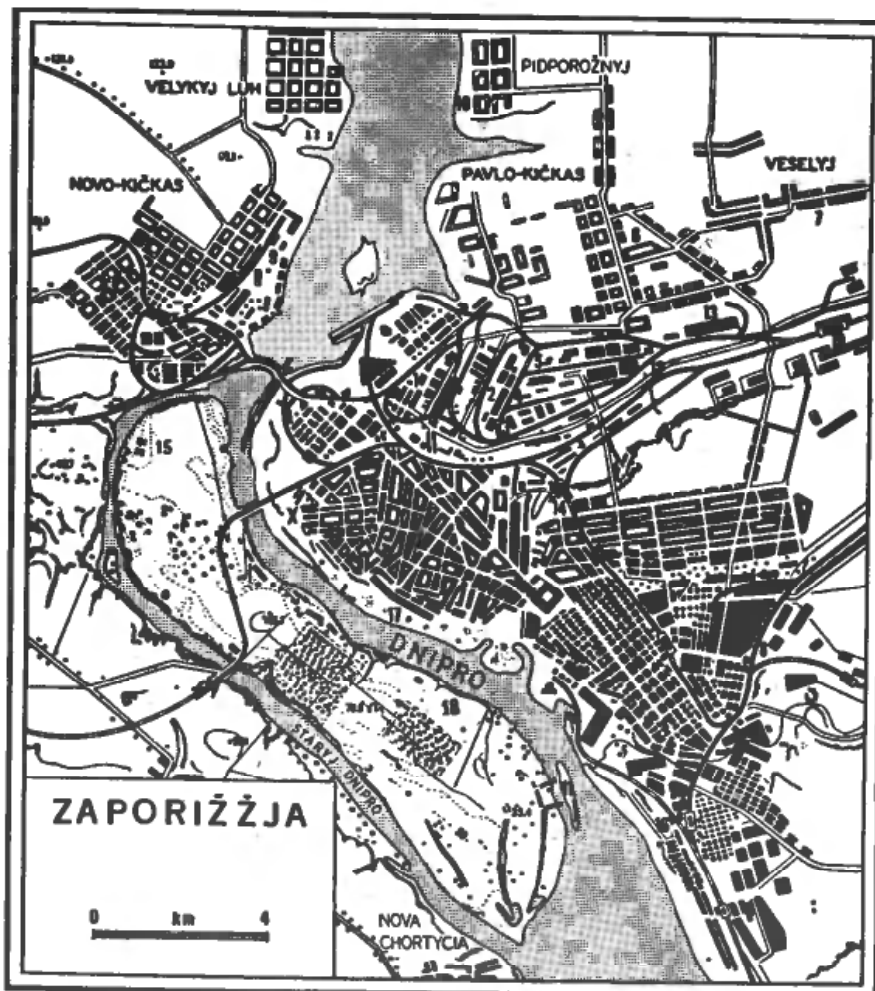 VELYKYJ LUH
PIDPOROŽNYJ
NOVO-KIČKAS
PAVLO-KIČKAS
VESELYJ
7
15
17
DNIPRO
18
STARYJ DNIPRO
ZAPORIŽŽJA
0 km 4
NOVA
CHORTYCIA